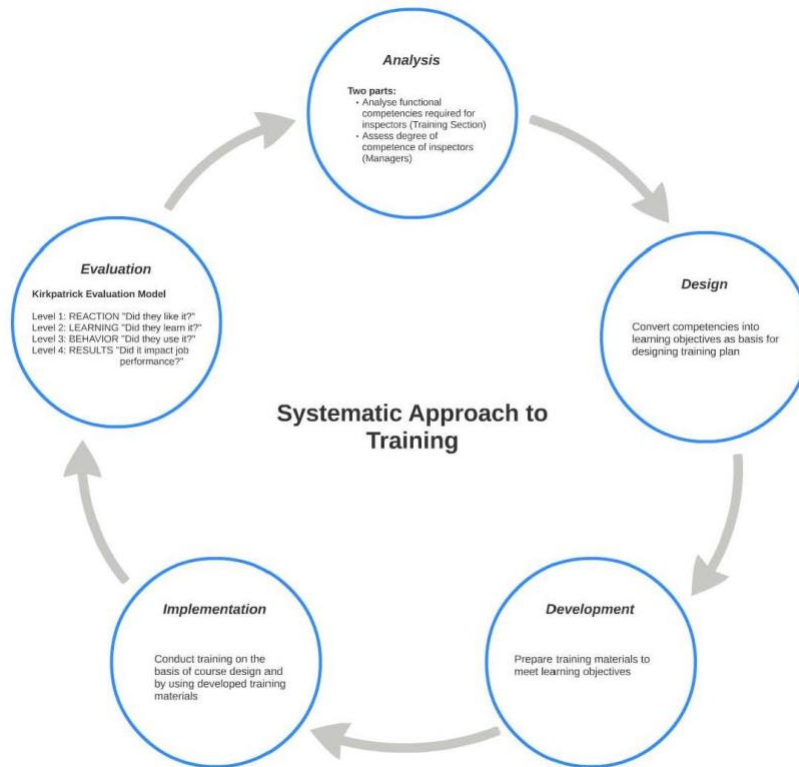 Analysis
Two parts:
• Analyse functional
competencies required for
inspectors (Training Section)
• Assess degree of
competence of inspectors
(Managers)
Design
Convert competencies into
learning objectives as basis for
designing training plan
Development
Prepare training materials to
meet learning objectives
Implementation
Conduct training on the
basis of course design and
by using developed training
materials
Evaluation
Kirkpatrick Evaluation Model
Level 1: REACTION "Did they like it?"
Level 2: LEARNING "Did they learn it?"
Level 3: BEHAVIOR "Did they use it?"
Level 4: RESULTS "Did it impact job
performance?"
Systematic Approach to
Training